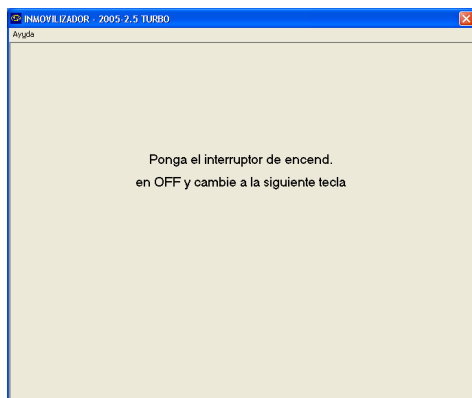 INMOVILIZADOR - 2005-2.5 TURBO
Ayuda
Ponga el interruptor de encend.
en OFF y cambie a la siguiente tecla